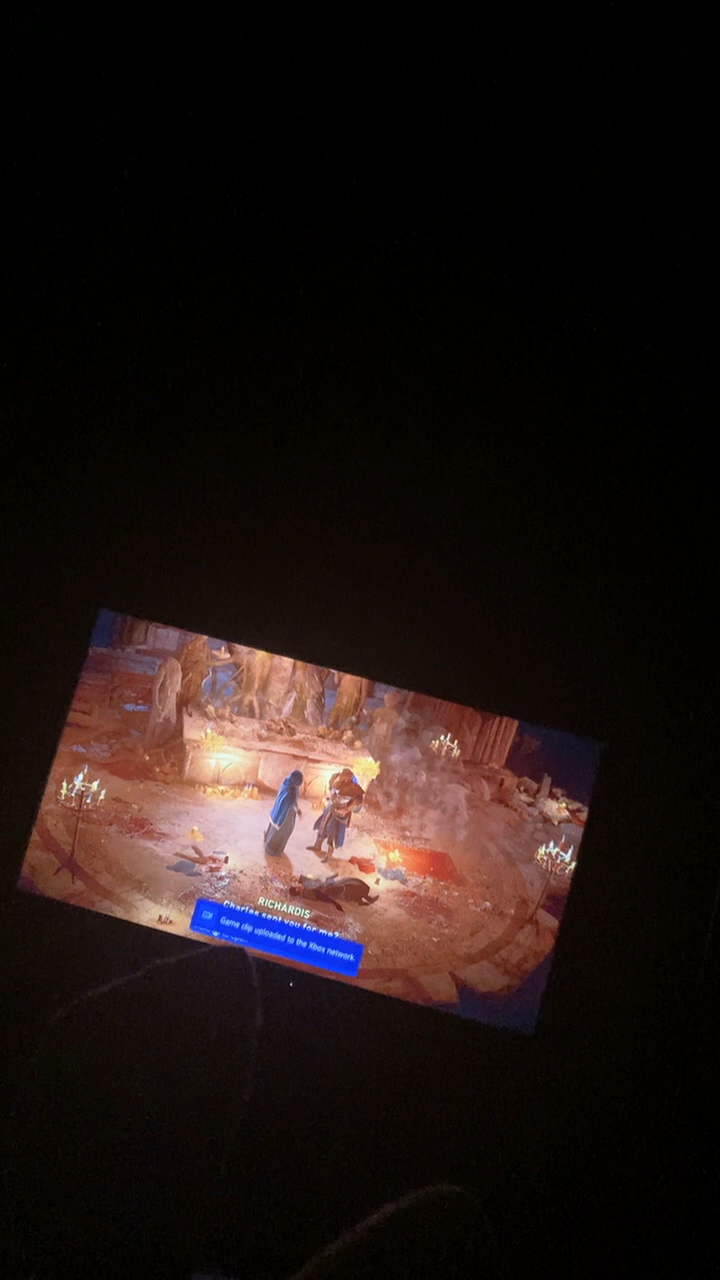 RICHARDIS
Charles sent you for me?
Game clip uploaded to the Xbox network.